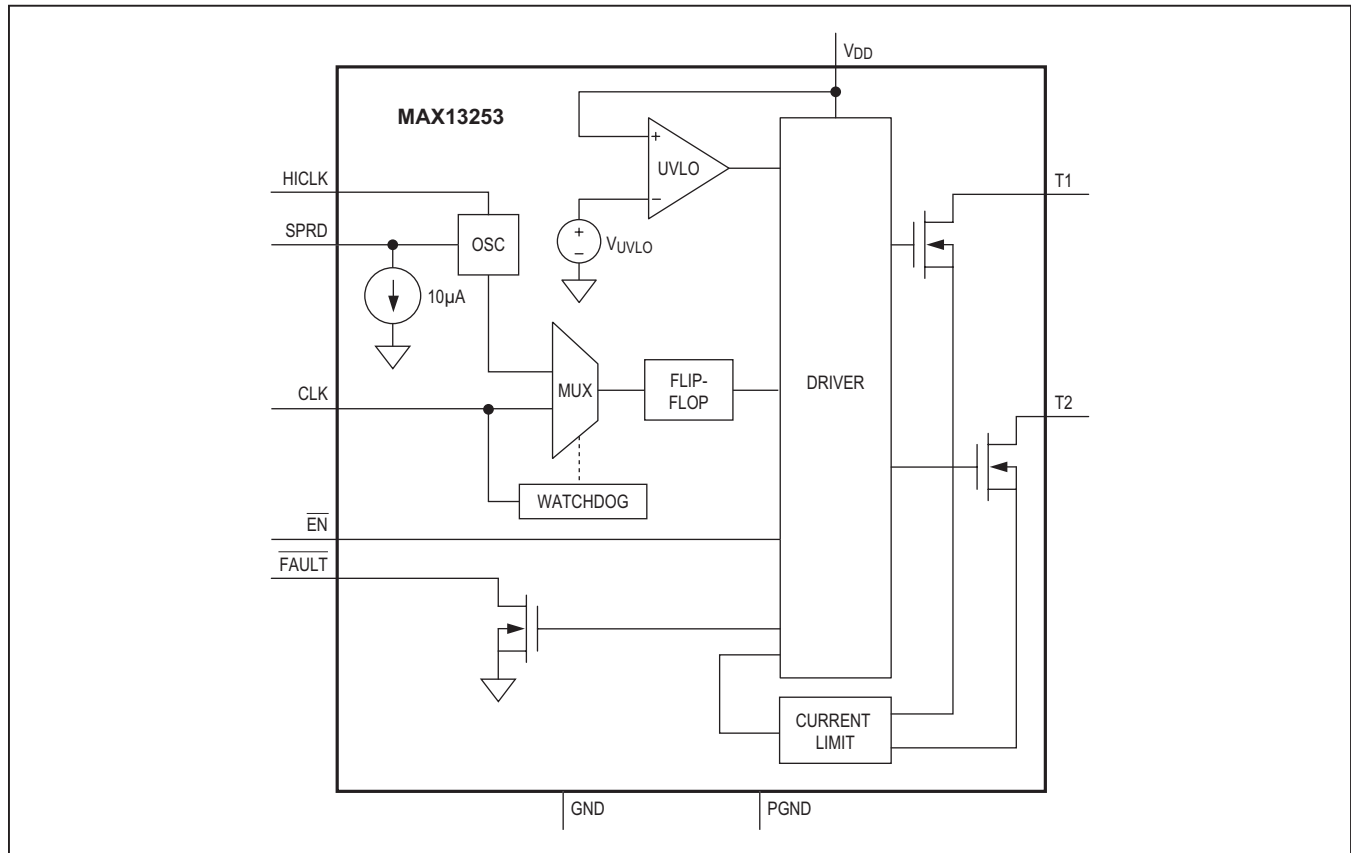 VDD
MAX13253
+
UVLO
−
HICLK
SPRD
OSC
+
−
VUVLO
10µA
T1
CLK
MUX
FLIP-
FLOP
DRIVER
T2
WATCHDOG
EN
FAULT
CURRENT
LIMIT
GND
PGND